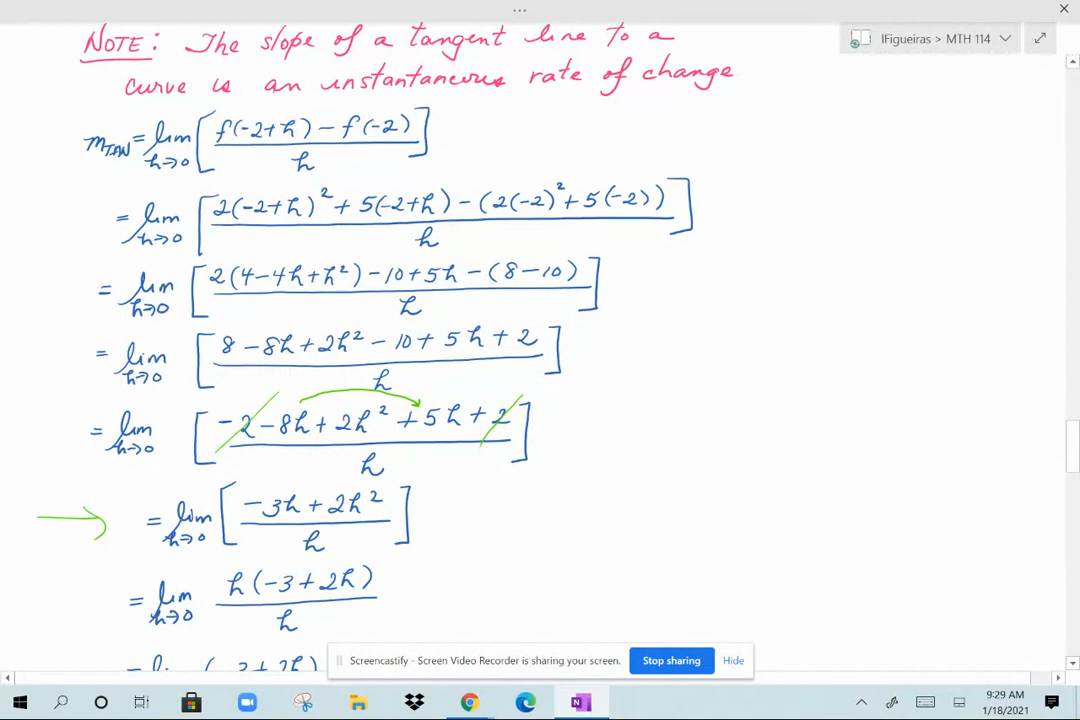 NOTE: The slope of a tangent line to a
IFigueiras > MTH 114
curve is an instantaneous rate of change
m_TAN = lim h→0 [ f(-2+h) - f(-2) / h ]
= lim h→0 [ 2(-2+h)² + 5(-2+h) - (2(-2)² + 5(-2)) / h ]
= lim h→0 [ 2(4-4h+h²) - 10 + 5h - (8-10) / h ]
= lim h→0 [ 8 - 8h + 2h² - 10 + 5h + 2 / h ]
= lim h→0 [ -2 - 8h + 2h² + 5h + 2 / h ]
= lim h→0 [ -3h + 2h² / h ]
= lim h→0 h(-3+2h) / h
Screencastify - Screen Video Recorder is sharing your screen.
Stop sharing
Hide
9:29 AM
1/18/2021